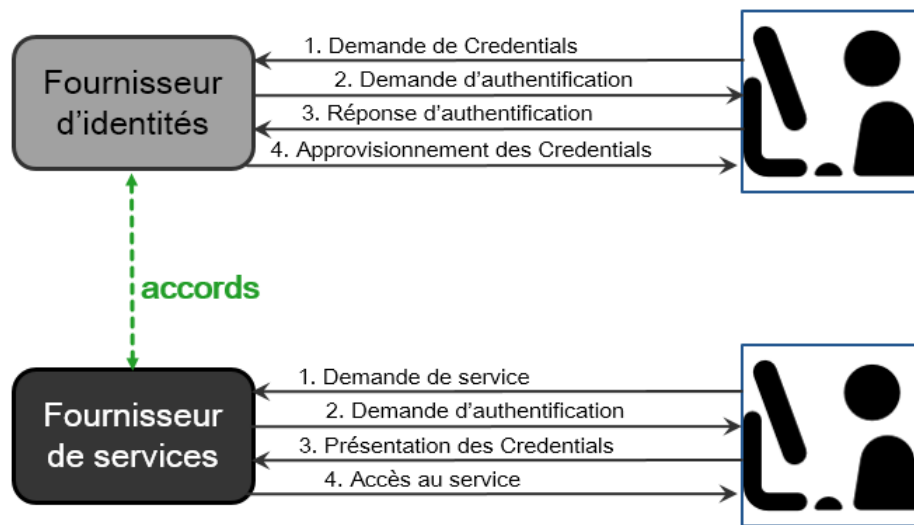 Fournisseur
d'identités
1. Demande de Credentials
2. Demande d'authentification
3. Réponse d'authentification
4. Approvisionnement des Credentials
accords
Fournisseur
de services
1. Demande de service
2. Demande d'authentification
3. Présentation des Credentials
4. Accès au service